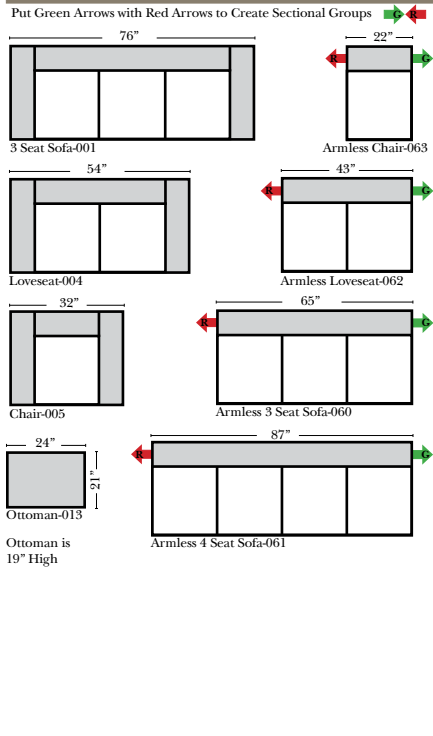 Put Green Arrows with Red Arrows to Create Sectional Groups G R
76”
22”
R G
3 Seat Sofa-001
Armless Chair-063
54”
43”
R G
Loveseat-004
Armless Loveseat-062
32”
65”
R G
Chair-005
Armless 3 Seat Sofa-060
24”
87”
R G
21”
Ottoman-013
Armless 4 Seat Sofa-061
Ottoman is
19” High